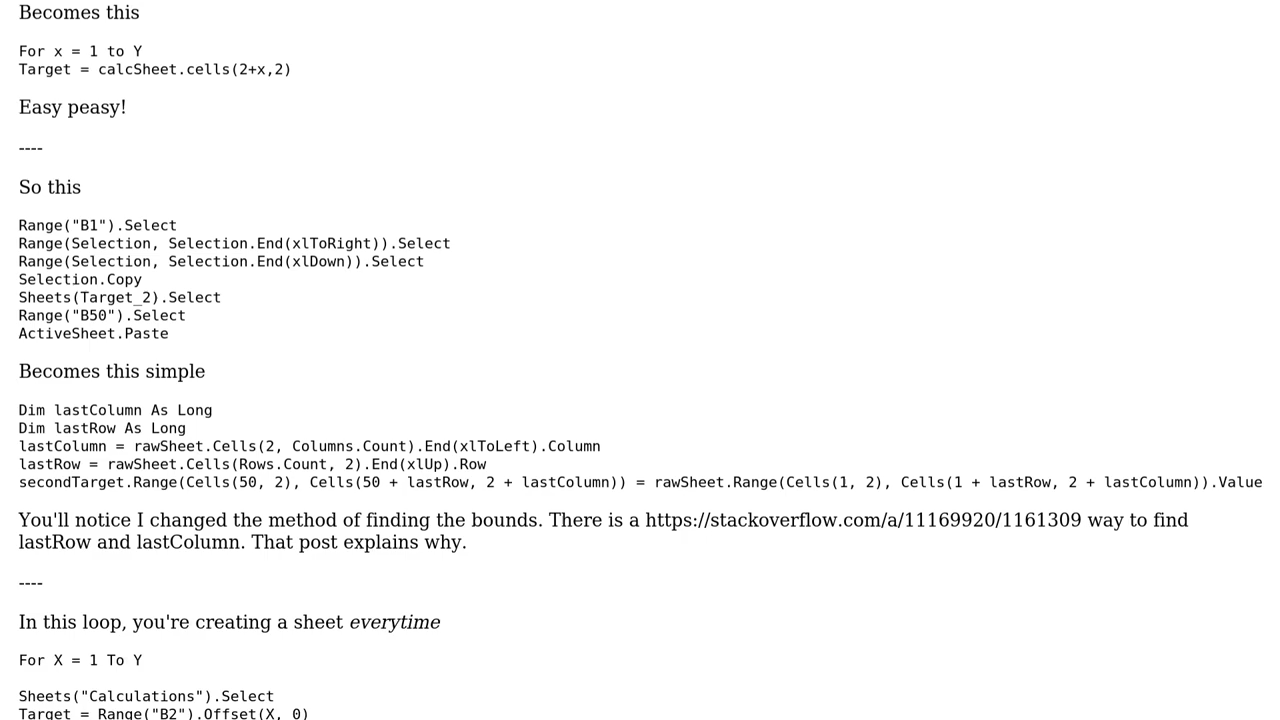 Becomes this
For x = 1 to Y
Target = calcSheet.cells(2+x,2)
Easy peasy!
----
So this
Range("B1").Select
Range(Selection, Selection.End(xlToRight)).Select
Range(Selection, Selection.End(xlDown)).Select
Selection.Copy
Sheets(Target_2).Select
Range("B50").Select
ActiveSheet.Paste
Becomes this simple
Dim lastColumn As Long
Dim lastRow As Long
lastColumn = rawSheet.Cells(2, Columns.Count).End(xlToLeft).Column
lastRow = rawSheet.Cells(Rows.Count, 2).End(xlUp).Row
secondTarget.Range(Cells(50, 2), Cells(50 + lastRow, 2 + lastColumn)) = rawSheet.Range(Cells(1, 2), Cells(1 + lastRow, 2 + lastColumn)).Value
You'll notice I changed the method of finding the bounds. There is a https://stackoverflow.com/a/11169920/1161309 way to find
lastRow and lastColumn. That post explains why.
----
In this loop, you're creating a sheet everytime
For X = 1 To Y
Sheets("Calculations").Select
Target = Range("B2").Offset(X, 0)